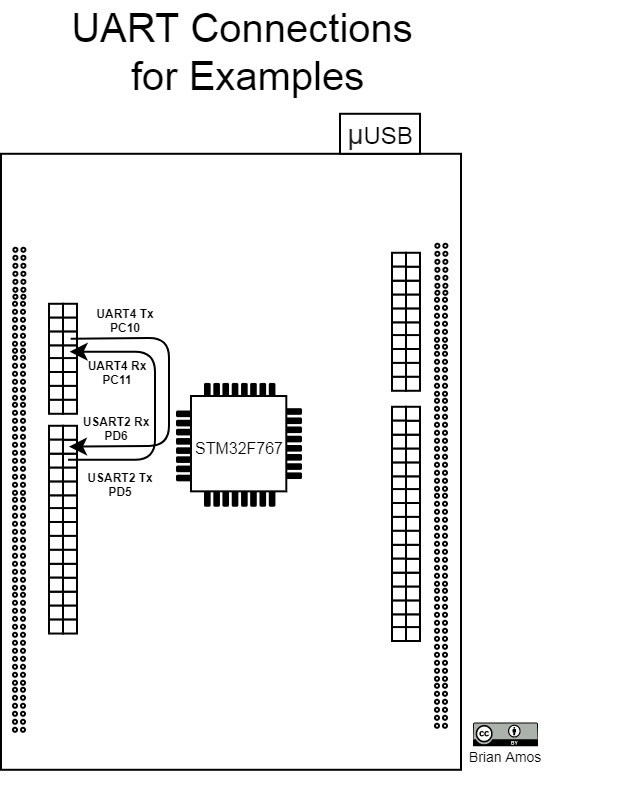 UART Connections
for Examples
µUSB
UART4 Tx
PC10
UART4 Rx
PC11
USART2 Rx
PD6
USART2 Tx
PD5
STM32F767
cc
BY
Brian Amos